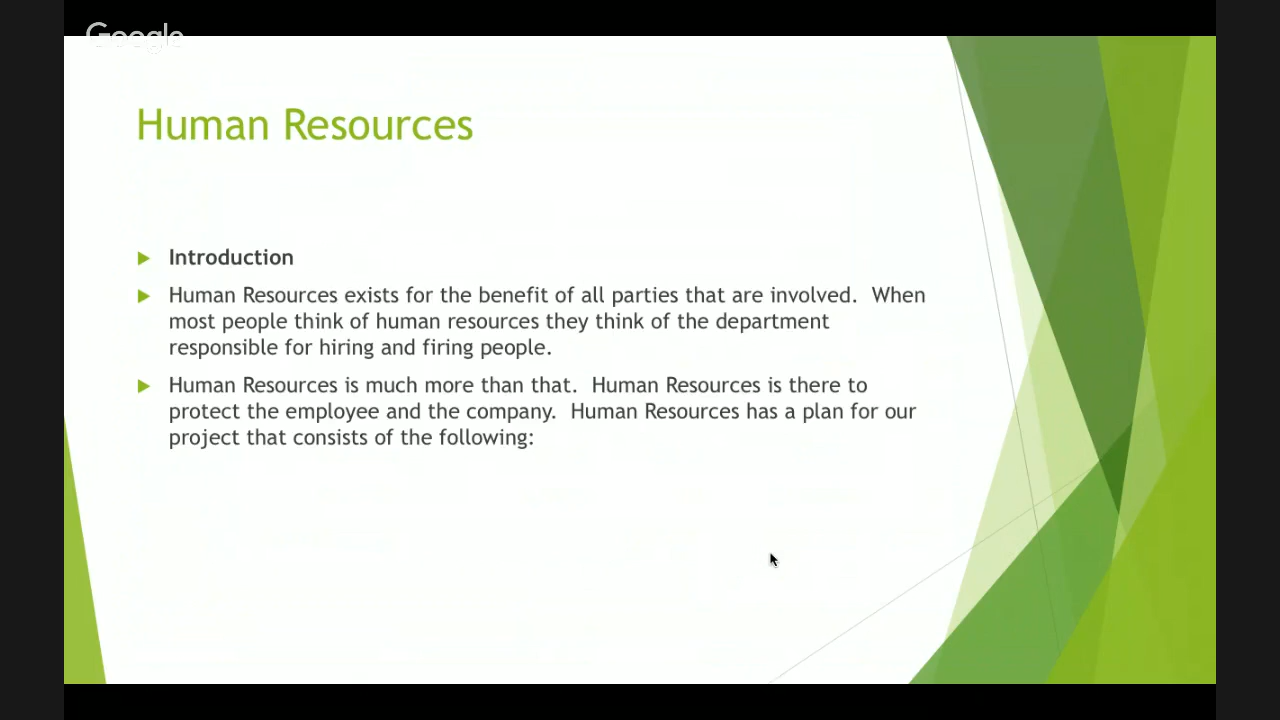 Google
Human Resources
Introduction
Human Resources exists for the benefit of all parties that are involved.  When
most people think of human resources they think of the department
responsible for hiring and firing people.
Human Resources is much more than that.  Human Resources is there to
protect the employee and the company.  Human Resources has a plan for our
project that consists of the following: